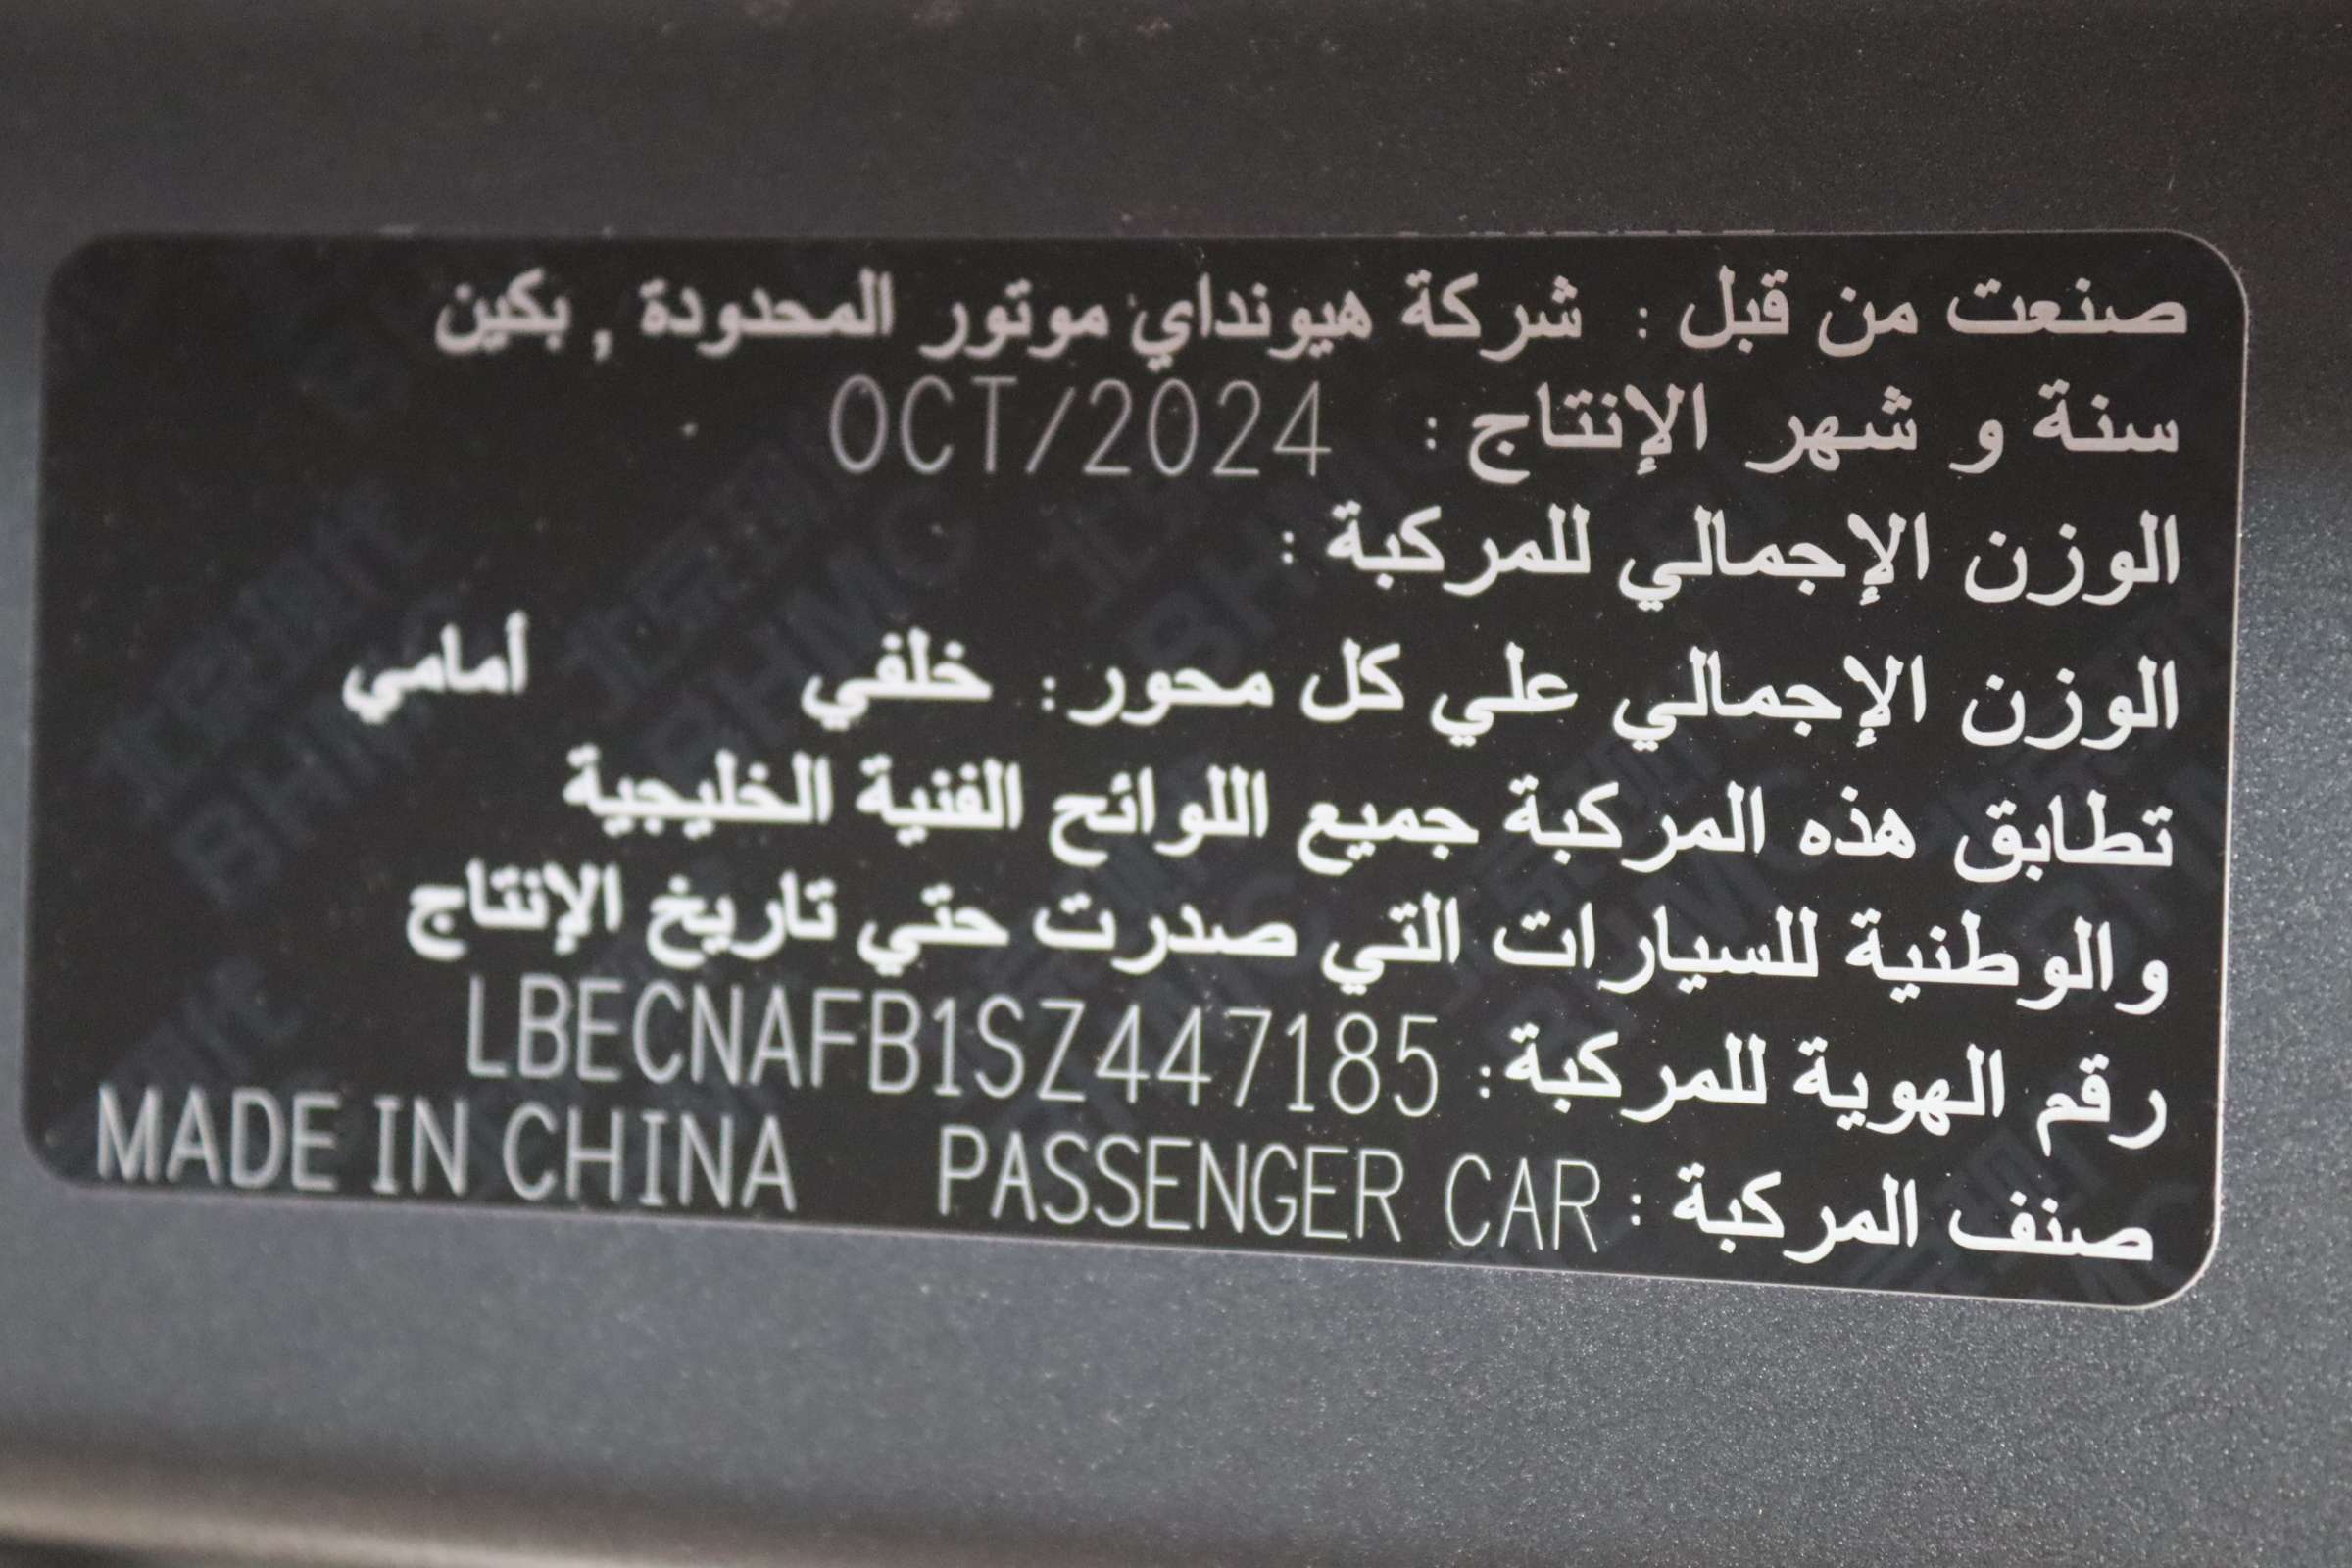 صنعت من قبل : شركة هيونداي موتور المحدودة , بكين
سنة و شهر الإنتاج : OCT/2024
الوزن الإجمالي للمركبة :
الوزن الإجمالي علي كل محور: خلفي أمامي
تطابق هذه المركبة جميع اللوائح الفنية الخليجية
والوطنية للسيارات التي صدرت حتي تاريخ الإنتاج
رقم الهوية للمركبة: LBECNAFB1SZ447185
صنف المركبة : PASSENGER CAR MADE IN CHINA